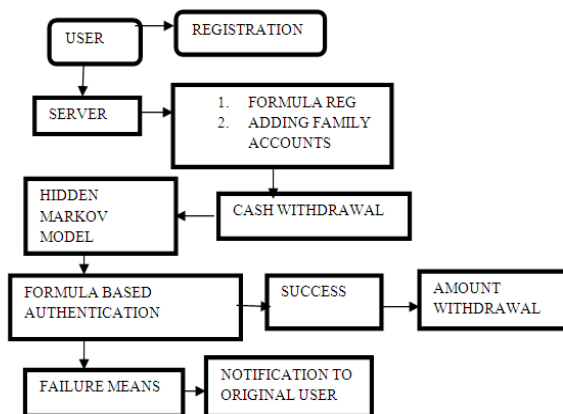 USER
REGISTRATION
SERVER
1. FORMULA REG
2. ADDING FAMILY
ACCOUNTS
HIDDEN
MARKOV
MODEL
CASH WITHDRAWAL
FORMULA BASED
AUTHENTICATION
SUCCESS
AMOUNT
WITHDRAWAL
FAILURE MEANS
NOTIFICATION TO
ORIGINAL USER